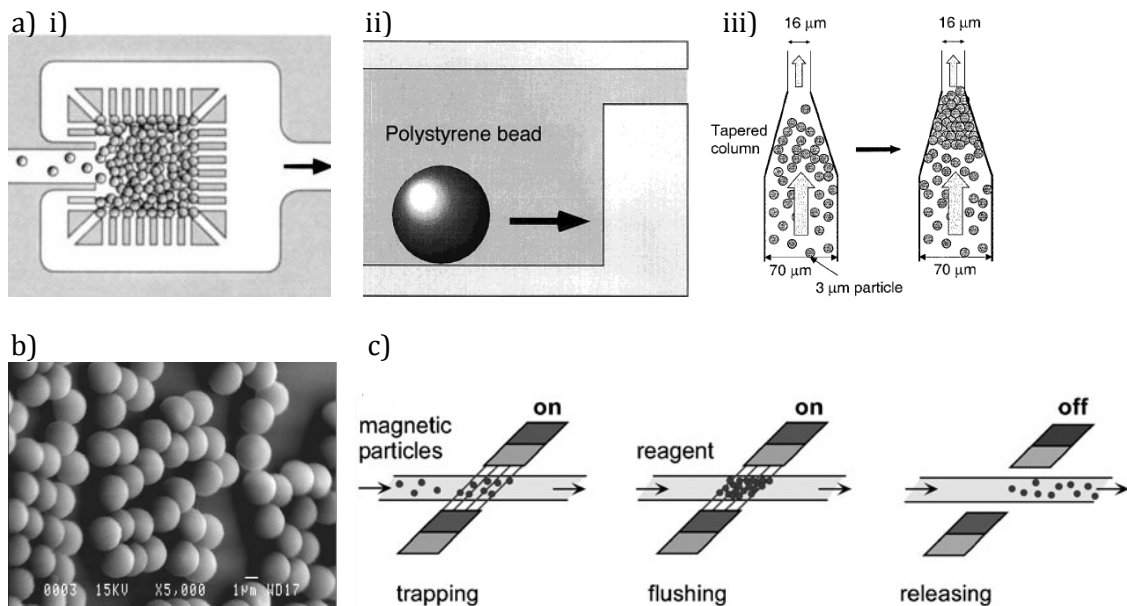 a) i)
ii)
Polystyrene bead
iii)
16 µm
16 µm
Tapered
column
70 µm
70 µm
3 µm particle
b)
0003 15KV X5,000 1µm WD17
c)
on
magnetic
particles
trapping
on
reagent
flushing
off
releasing